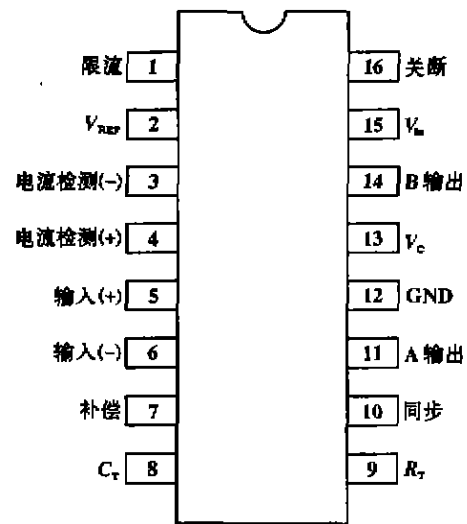 限流 1 16 关断
V_REF 2 15 V_in
电流检测(-) 3 14 B 输出
电流检测(+) 4 13 V_C
输入(+) 5 12 GND
输入(-) 6 11 A 输出
补偿 7 10 同步
C_T 8 9 R_T